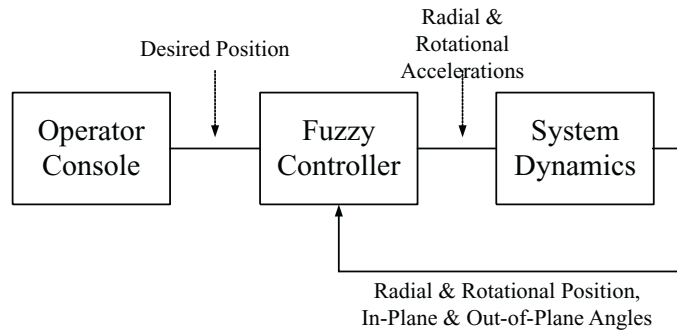 Radial &
Rotational
Accelerations
Desired Position
Operator
Console
Fuzzy
Controller
System
Dynamics
Radial & Rotational Position,
In-Plane & Out-of-Plane Angles